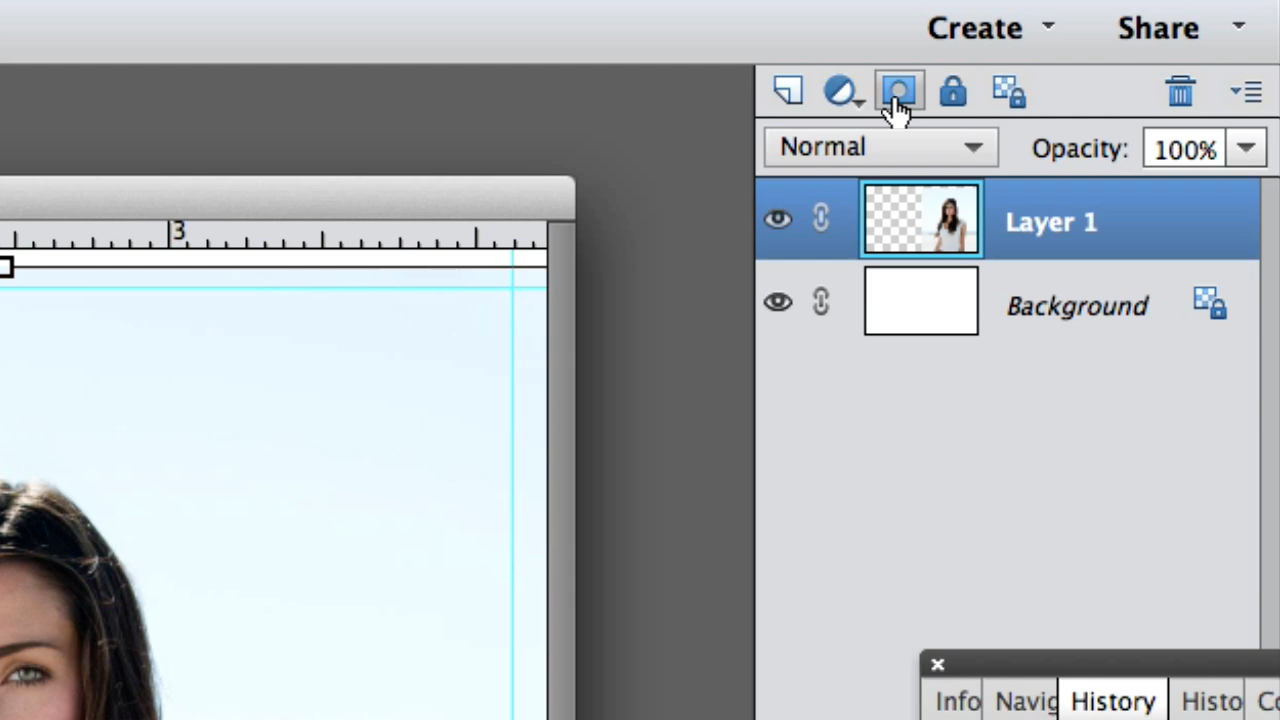 Create Share
Normal Opacity: 100%
3
Layer 1
Background
Info Navig History Histo